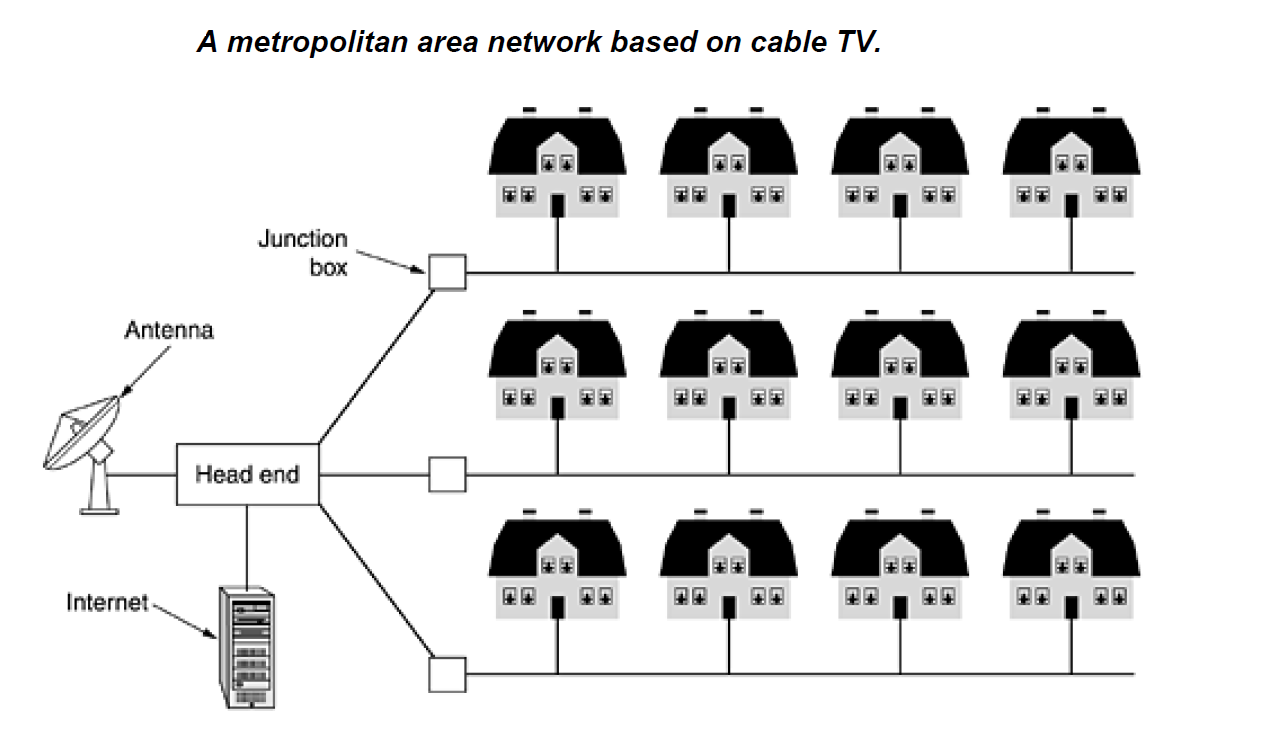 A metropolitan area network based on cable TV.
Junction
box
Antenna
Head end
Internet